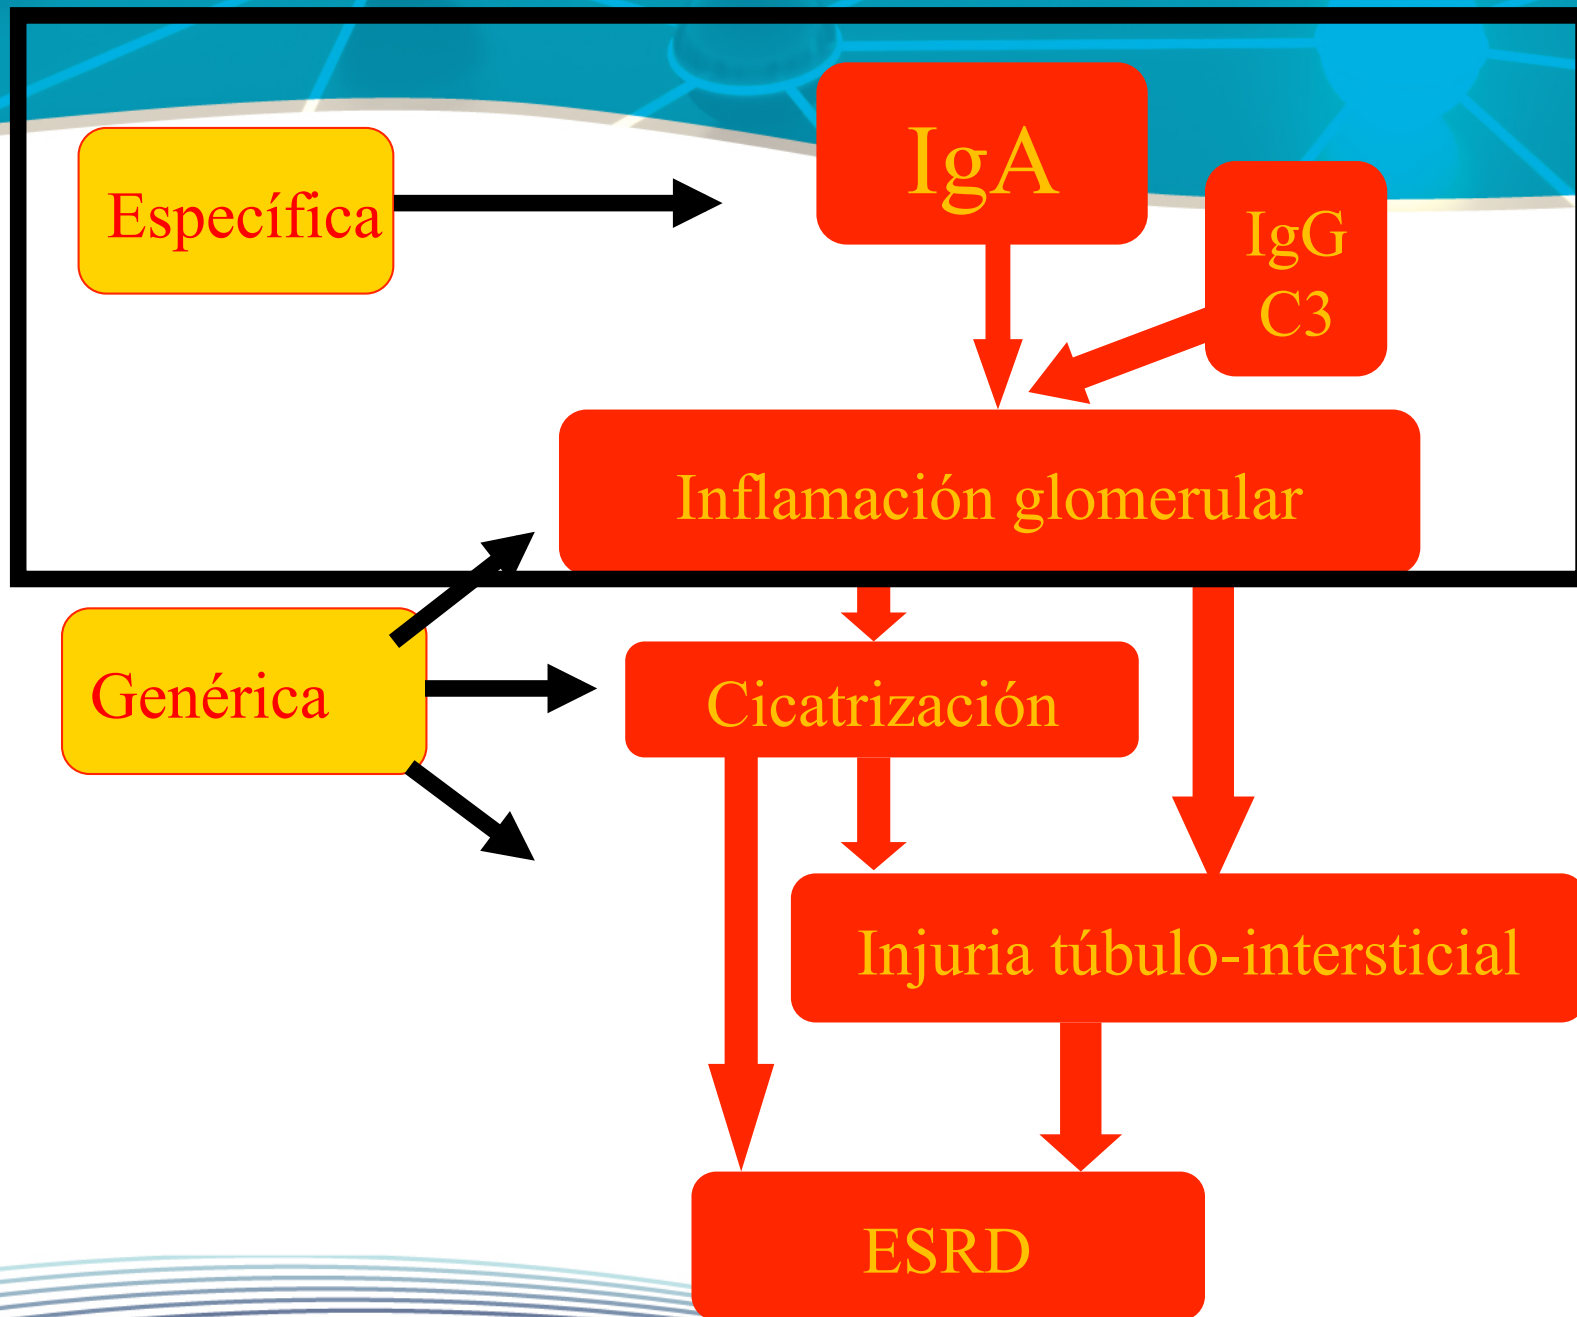 IgA
Específica
IgG
C3
Inflamación glomerular
Genérica
Cicatrización
Injuria túbulo-intersticial
ESRD